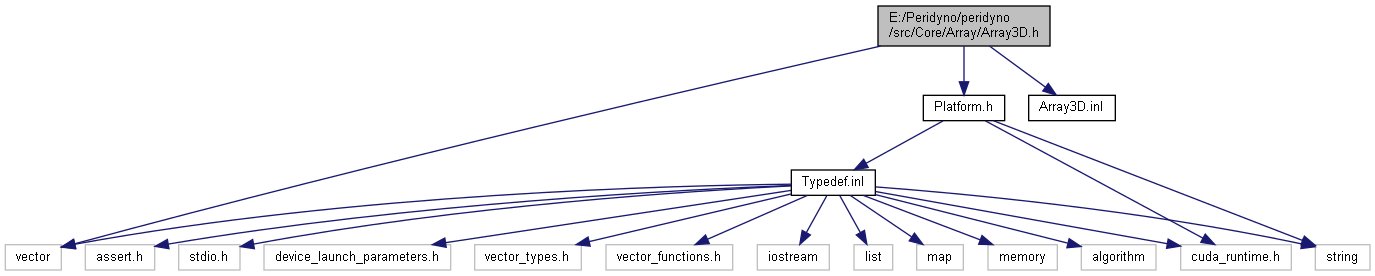 E:/Peridyno/peridyno
/src/Core/Array/Array3D.h
Platform.h
Array3D.inl
Typedef.inl
vector
assert.h
stdio.h
device_launch_parameters.h
vector_types.h
vector_functions.h
iostream
list
map
memory
algorithm
cuda_runtime.h
string